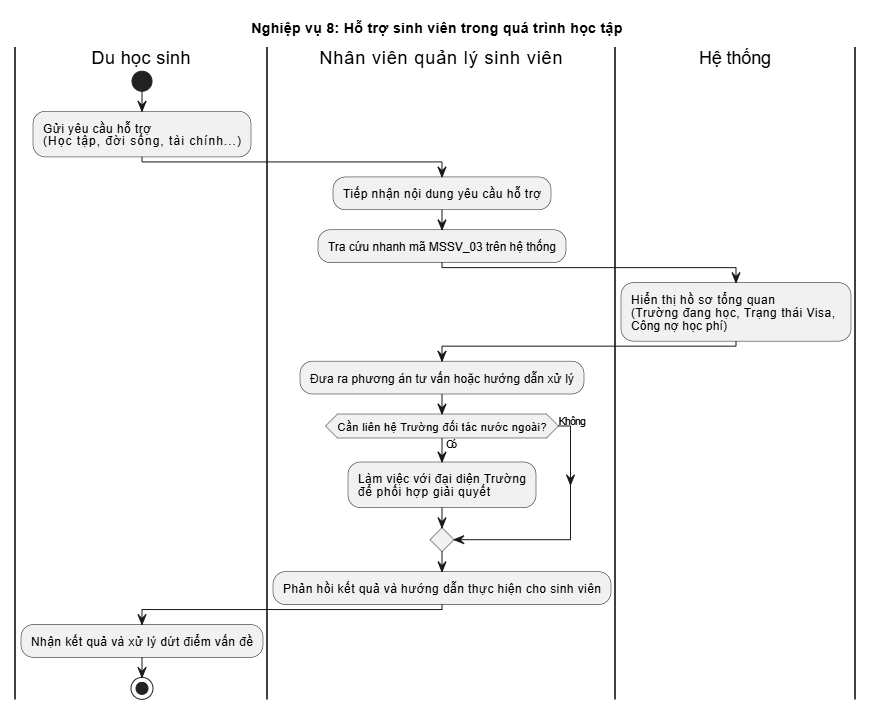 Nghiệp vụ 8: Hỗ trợ sinh viên trong quá trình học tập
Du học sinh
Nhân viên quản lý sinh viên
Hệ thống
Gửi yêu cầu hỗ trợ
(Học tập, đời sống, tài chính...)
Tiếp nhận nội dung yêu cầu hỗ trợ
Tra cứu nhanh mã MSSV_03 trên hệ thống
Hiển thị hồ sơ tổng quan
(Trường đang học, Trạng thái Visa,
Công nợ học phí)
Đưa ra phương án tư vấn hoặc hướng dẫn xử lý
Cần liên hệ Trường đối tác nước ngoài?
Không
Có
Làm việc với đại diện Trường
để phối hợp giải quyết
Phản hồi kết quả và hướng dẫn thực hiện cho sinh viên
Nhận kết quả và xử lý dứt điểm vấn đề